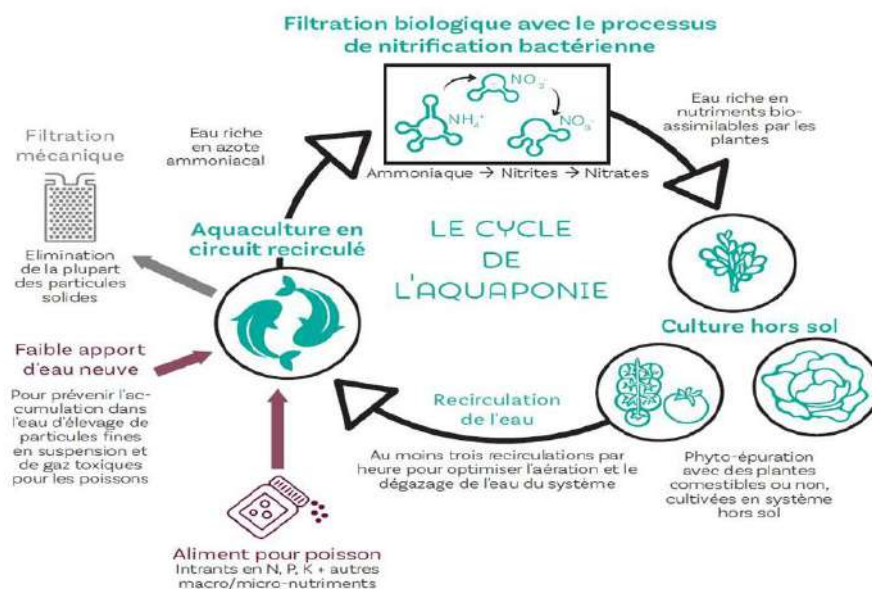 Filtration biologique avec le processus
de nitrification bactérienne
NO₂⁻
NH₄⁺
NO₃⁻
Ammoniaque → Nitrites → Nitrates
Eau riche
en azote
ammoniacal
Eau riche en
nutriments bio-
assimilables par les
plantes
Filtration
mécanique
Elimination
de la plupart
des particules
solides
Aquaculture en
circuit recirculé
LE CYCLE
DE
L'AQUAPONIE
Culture hors sol
Faible apport
d'eau neuve
Pour prévenir l'ac-
cumulation dans
l'eau d'élevage de
particules fines
en suspension et
de gaz toxiques
pour les poissons
Recirculation
de l'eau
Au moins trois recirculations par
heure pour optimiser l'aération et le
dégazage de l'eau du système
Phyto-épuration
avec des plantes
comestibles ou non,
cultivées en système
hors sol
Aliment pour poisson
Intrants en N, P, K + autres
macro/micro-nutriments